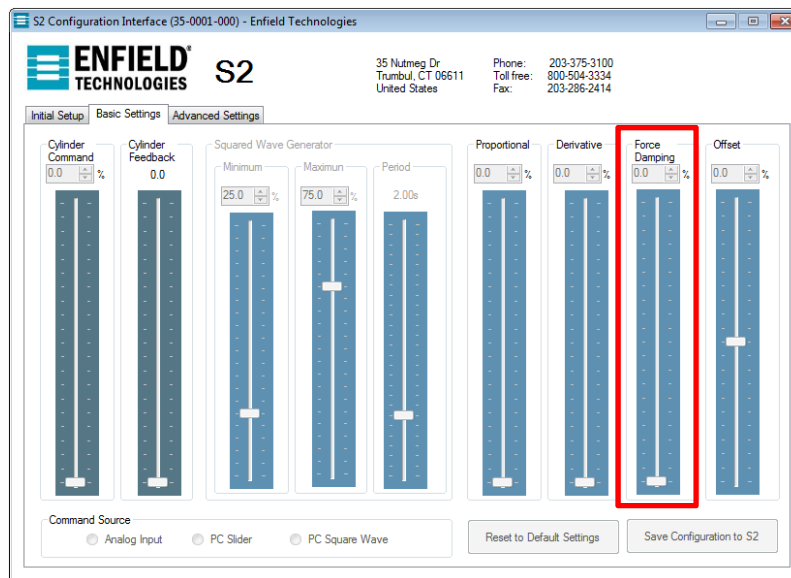 S2 Configuration Interface (35-0001-000) - Enfield Technologies
ENFIELD®
TECHNOLOGIES
S2
35 Nutmeg Dr
Trumbul, CT 06611
United States
Phone: 203-375-3100
Toll free: 800-504-3334
Fax: 203-286-2414
Initial Setup Basic Settings Advanced Settings
Cylinder Command
0.0 %
Cylinder Feedback
0.0
Squared Wave Generator
Minimum
25.0 %
Maximun
75.0 %
Period
2.00s
Proportional
0.0 %
Derivative
0.0 %
Force Damping
0.0 %
Offset
0.0 %
Command Source
Analog Input PC Slider PC Square Wave
Reset to Default Settings
Save Configuration to S2